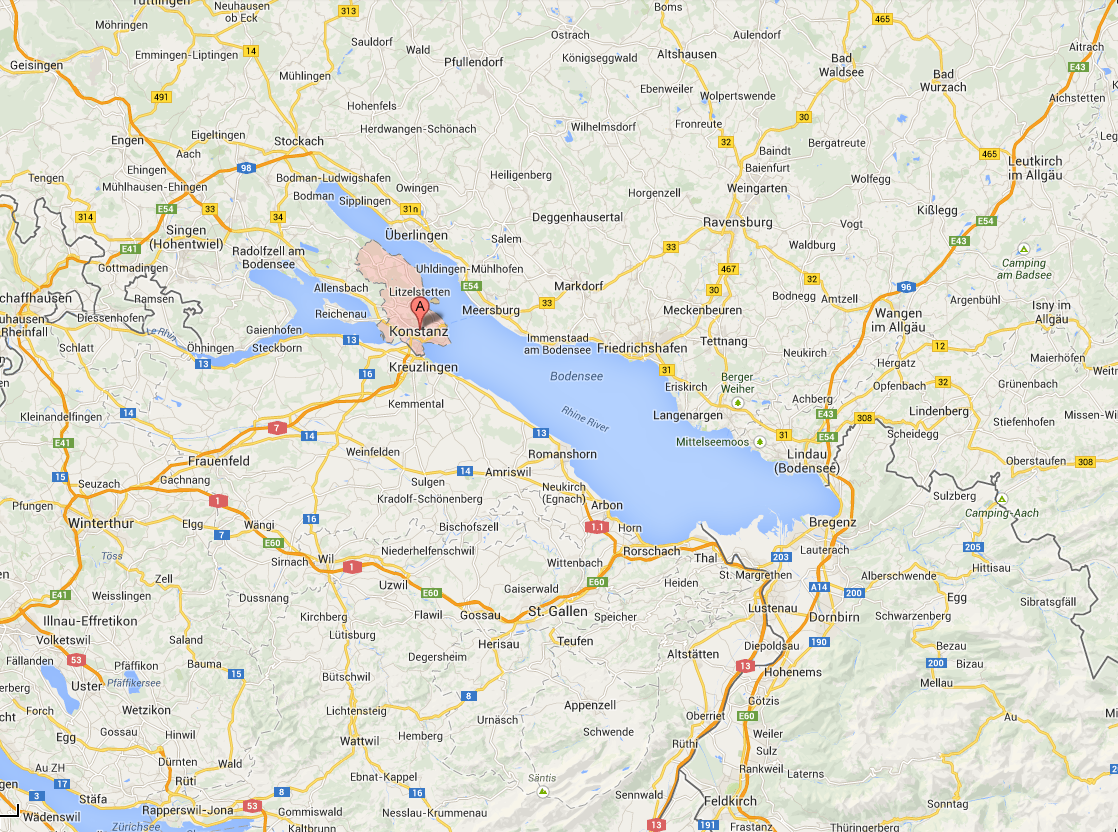 Tuttlingen
Neuhausen
ob Eck
313
Boms
465
Möhringen
Sauldorf
Ostrach
Aulendorf
Aitrach
Emmingen-Liptingen
14
Wald
Königseggwald
Altshausen
Geisingen
Pfullendorf
Bad
Waldsee
E43
Mühlingen
Bad
Wurzach
491
Ebenweiler
Wolpertswende
Aichstetten
Hohenfels
30
Engen
Eigeltingen
Herdwangen-Schönach
Wilhelmsdorf
Fronreute
Stockach
32
Bergatreute
Aach
Baindt
465
Leutkirch
im Allgäu
98
Baienfurt
Ehingen
Tengen
Bodman-Ludwigshafen
Heiligenberg
Wolfegg
Mühlhausen-Ehingen
Owingen
Weingarten
Bodman
Sipplingen
Horgenzell
E54
33
31n
Kißlegg
314
34
Deggenhausertal
Ravensburg
Vogt
E54
Singen
(Hohentwiel)
Überlingen
Salem
E43
E41
33
Waldburg
Radolfzell am
Bodensee
Camping
am Badsee
Gottmadingen
Uhldingen-Mühlhofen
467
32
Allensbach
E54
Markdorf
96
Litzelstetten
30
Bodnegg
Amtzell
Argenbühl
Ramsen
A
33
Isny im
Allgäu
Reichenau
Meersburg
Meckenbeuren
Wangen
im Allgäu
Diessenhofen
Gaienhofen
Konstanz
Rheinfall
13
Immenstaad
am Bodensee
Tettnang
Schlatt
Öhningen
Steckborn
Friedrichshafen
12
Neukirch
Maierhöfen
13
Kreuzlingen
31
Hergatz
16
Bodensee
Berger
Weiher
Opfenbach
32
Grünenbach
Eriskirch
Kemmental
Achberg
Kleinandelfingen
14
Rhine River
Langenargen
E43
308
Lindenberg
Stiefenhofen
7
14
13
Mittelseemoos
31
E54
Scheidegg
E41
Weinfelden
Romanshorn
Lindau
(Bodensee)
Frauenfeld
14
Amriswil
Oberstaufen
308
15
Gachnang
Sulgen
Seuzach
Neukirch
(Egnach)
Sulzberg
Pfungen
1
Kradolf-Schönenberg
Arbon
Camping-Aach
Winterthur
Elgg
Wängi
16
Bischofszell
1.1
Horn
Bregenz
7
E60
Niederhelfenschwil
Rorschach
Thal
203
Lauterach
205
Töss
Sirnach
Wil
1
Wittenbach
Hittisau
Zell
Uzwil
E60
Gaiserwald
E60
Heiden
St. Margrethen
A14
Alberschwende
E41
Weisslingen
Dussnang
200
Egg
Sibratsgfäll
Illnau-Effretikon
Kirchberg
Flawil
Gossau
St. Gallen
Speicher
Lustenau
Dornbirn
Schwarzenberg
Volketswil
Saland
Lütisburg
Herisau
Teufen
190
Fällanden
53
Pfäffikon
Bauma
Degersheim
Altstätten
Diepoldsau
Bezau
Bizau
13
200
Uster
Pfäffikersee
15
Bütschwil
Hohenems
Mellau
8
Forch
Wetzikon
Lichtensteig
Appenzell
Götzis
Urnäsch
Oberriet
E60
Au
Egg
Gossau
Hinwil
Hemberg
Schwende
Wattwil
Rüthi
Weiler
Sulz
Dürnten
Wald
Au ZH
Ebnat-Kappel
Säntis
Rankweil
Laterns
17
Rüti
3
8
16
Sennwald
Stäfa
Feldkirch
Sonntag
Wädenswil
Rapperswil-Jona
53
Gommiswald
Nesslau-Krummenau
Zürichsee
Kaltbrunn
13
191
Frastanz
Thüringerberg